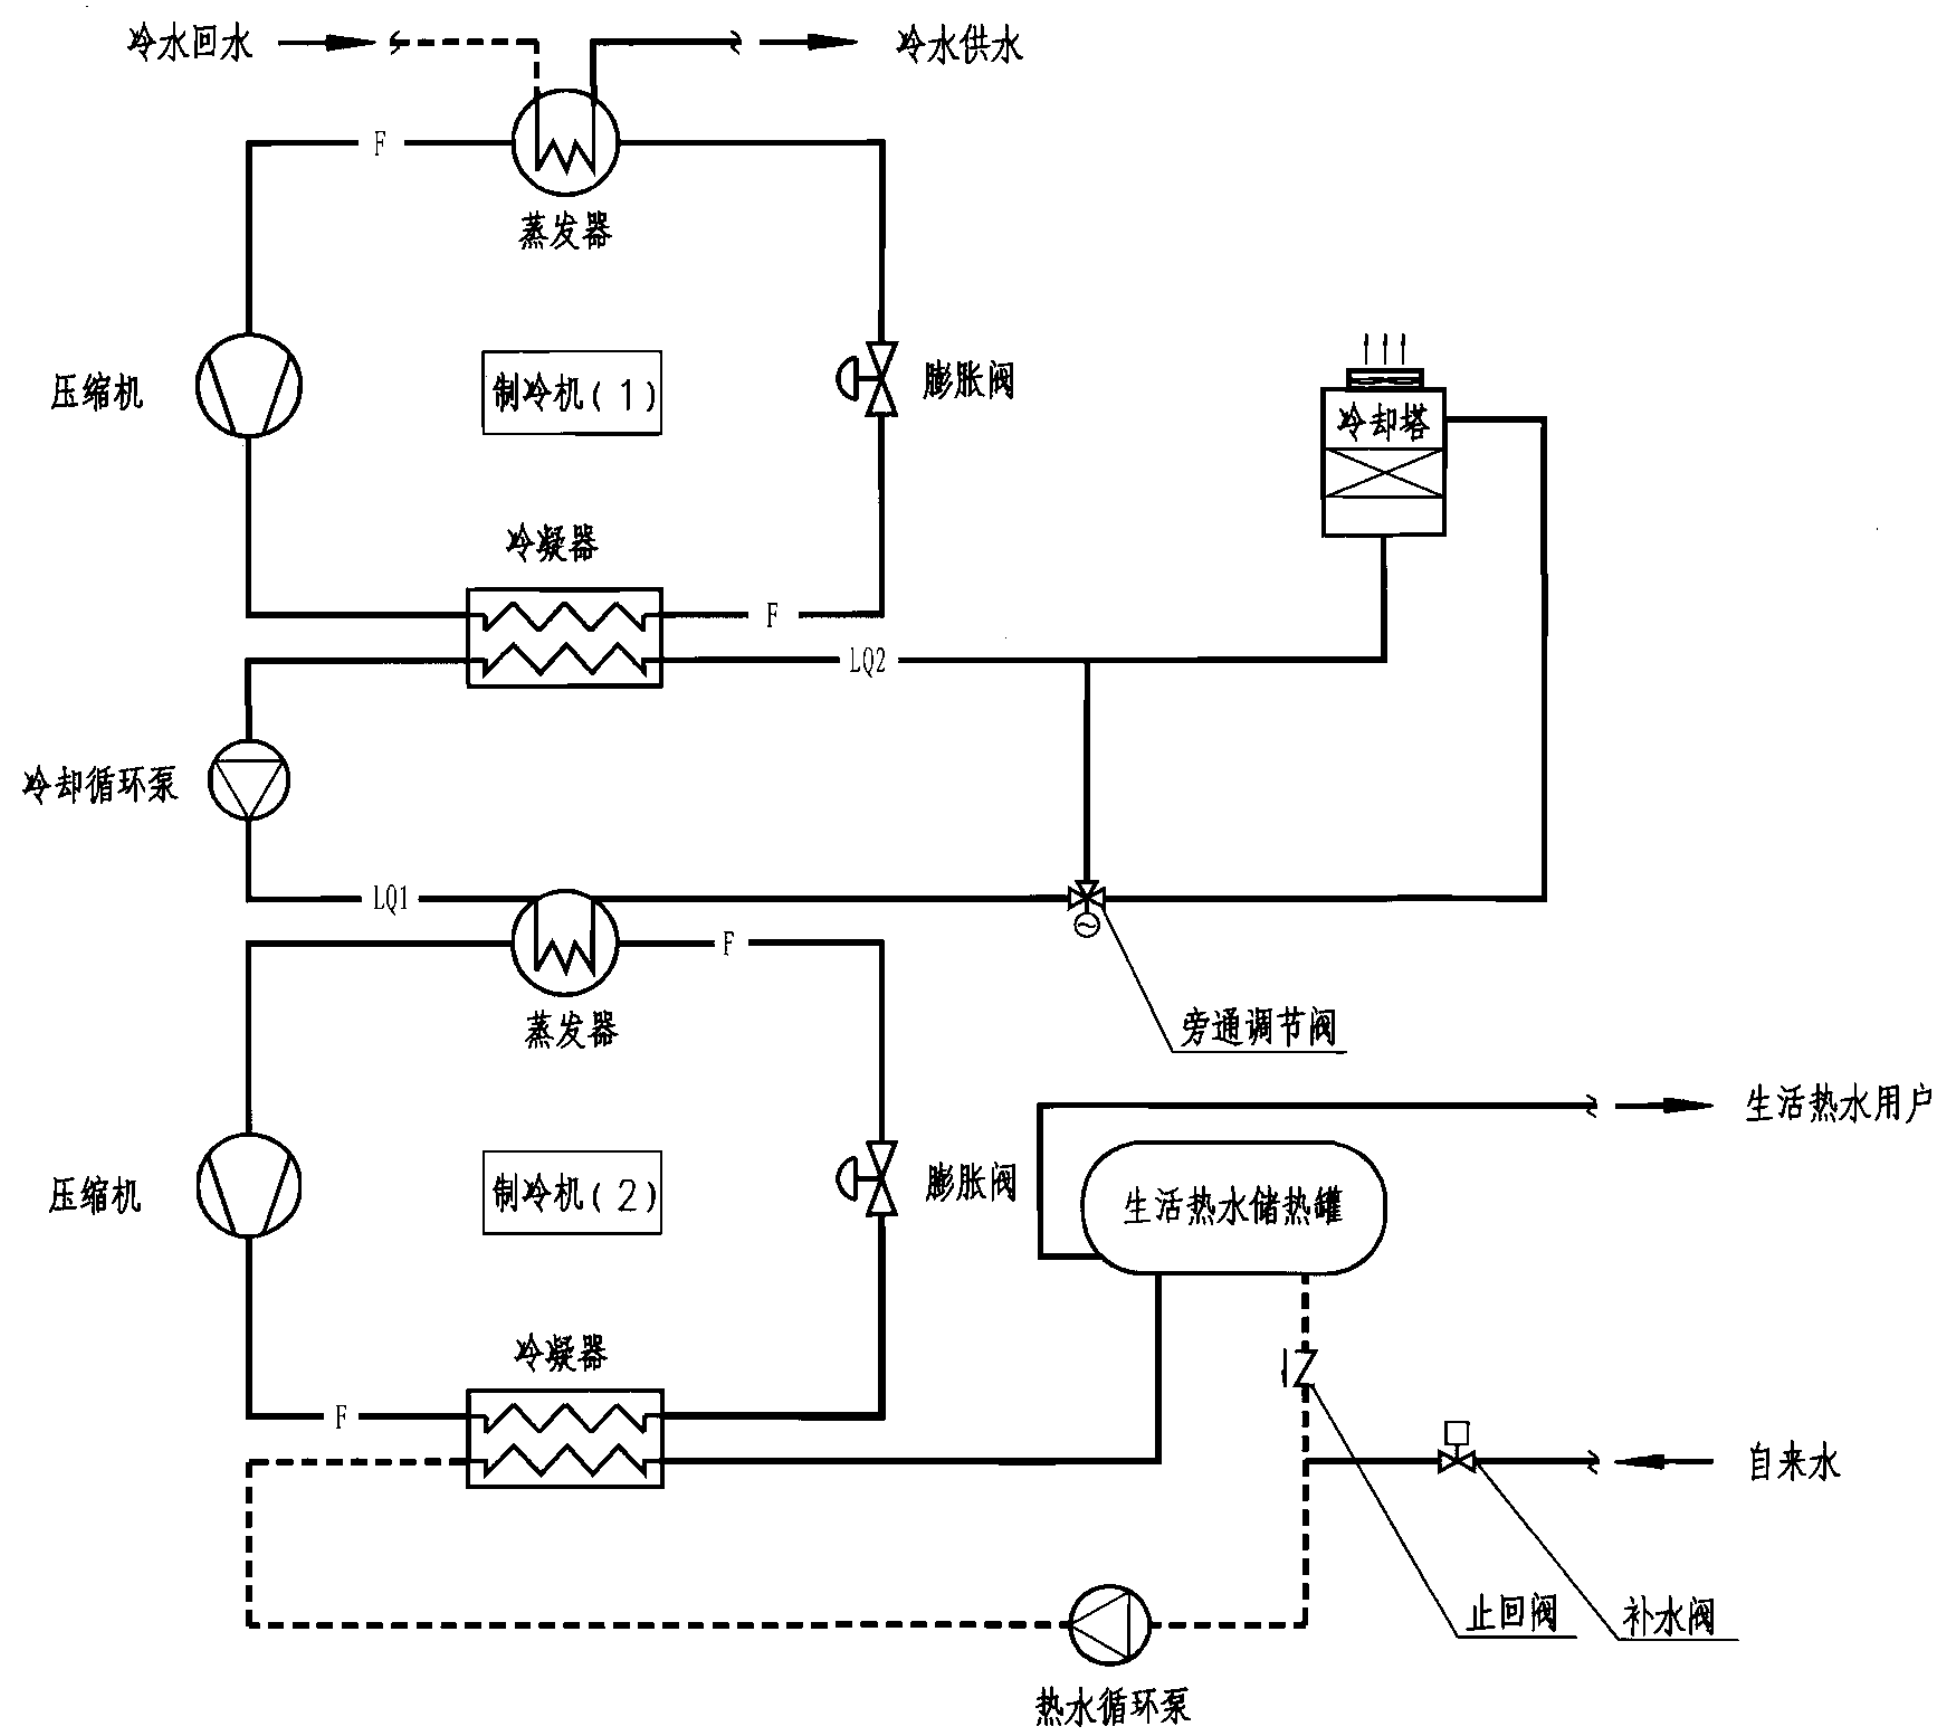 冷水回水
冷水供水
F
蒸发器
压缩机
制冷机(1)
膨胀阀
冷却塔
冷凝器
F
LQ2
冷却循环泵
LQ1
F
蒸发器
旁通调节阀
生活热水用户
压缩机
制冷机(2)
膨胀阀
生活热水储热罐
冷凝器
F
自来水
止回阀
补水阀
热水循环泵